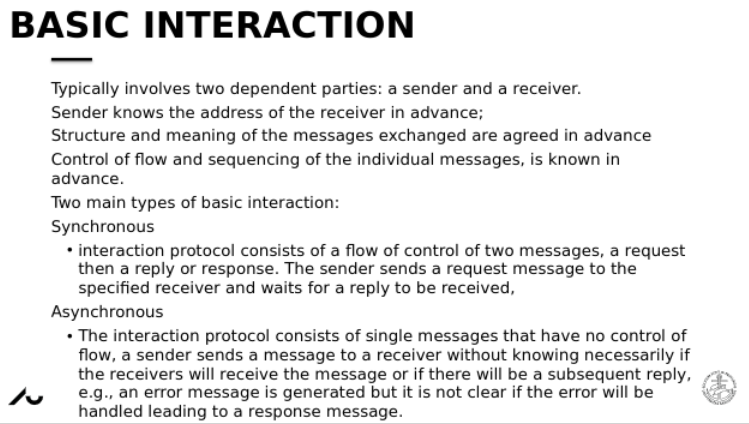 BASIC INTERACTION
Typically involves two dependent parties: a sender and a receiver.
Sender knows the address of the receiver in advance;
Structure and meaning of the messages exchanged are agreed in advance
Control of flow and sequencing of the individual messages, is known in
advance.
Two main types of basic interaction:
Synchronous
• interaction protocol consists of a flow of control of two messages, a request
then a reply or response. The sender sends a request message to the
specified receiver and waits for a reply to be received,
Asynchronous
• The interaction protocol consists of single messages that have no control of
flow, a sender sends a message to a receiver without knowing necessarily if
the receivers will receive the message or if there will be a subsequent reply,
e.g., an error message is generated but it is not clear if the error will be
handled leading to a response message.